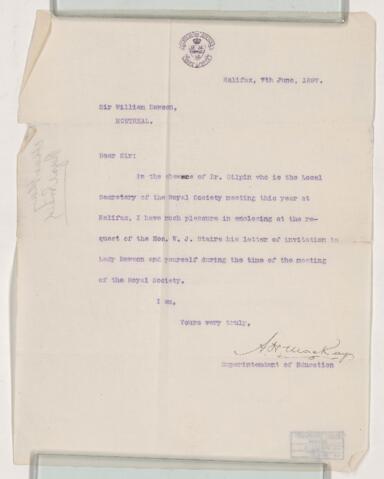 Halifax, 7th June, 1897.
Sir William Dawson,
MONTREAL.
Dear Sir:
In the absence of Dr. Gilpin who is the Local
Secretary of the Royal Society meeting this year at
Halifax, I have much pleasure in enclosing at the re-
quest of the Hon. W. J. Stairs his letter of invitation to
Lady Dawson and yourself during the time of the meeting
of the Royal Society.
I am,
Yours very truly,
A H MacKay
Superintendent of Education